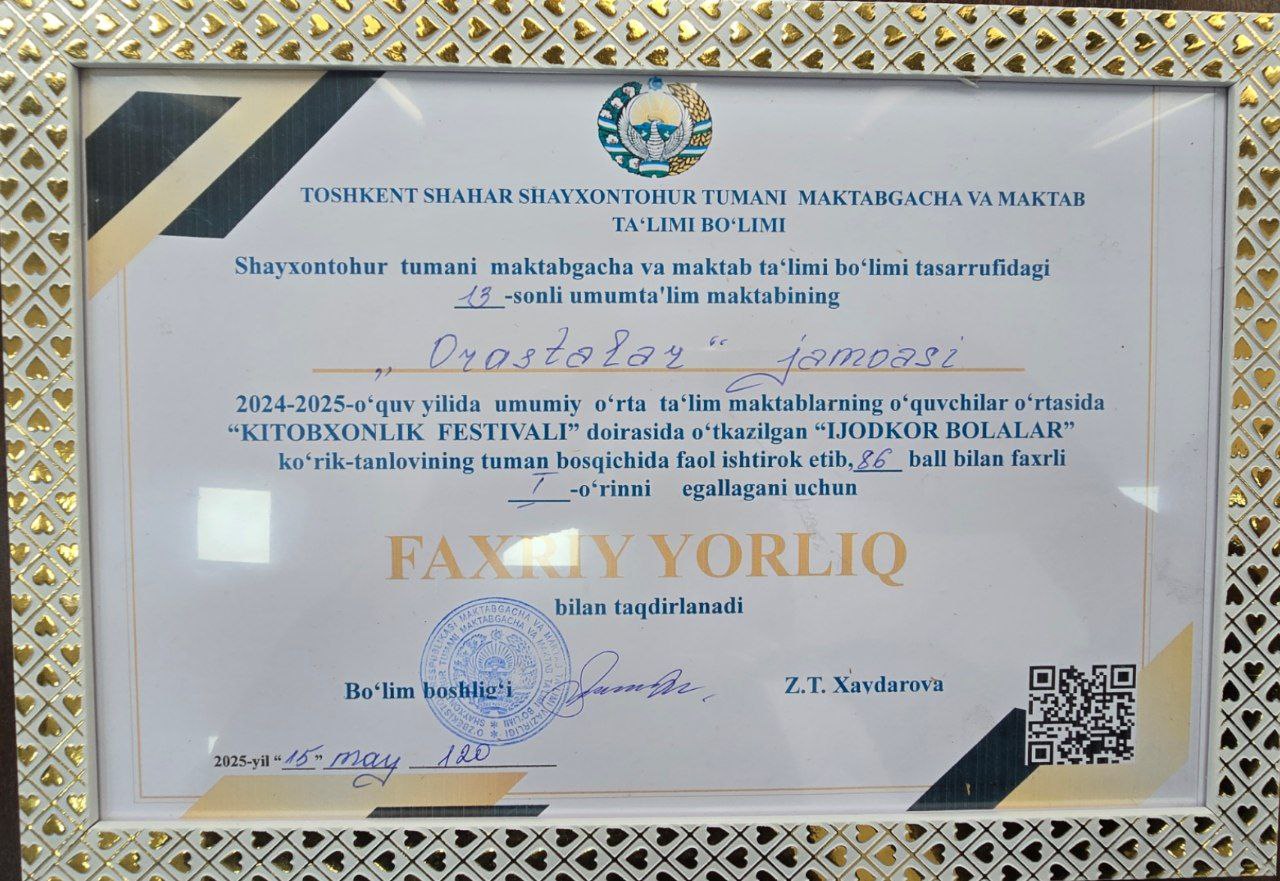 TOSHKENT SHAHAR SHAYXONTOHUR TUMANI MAKTABGACHA VA MAKTAB
TA‘LIMI BO‘LIMI
Shayxontohur tumani maktabgacha va maktab ta‘limi bo‘limi tasarrufidagi
13 -sonli umumta'lim maktabining
„Orastalar“ jamoasi
2024-2025-o‘quv yilida umumiy o‘rta ta‘lim maktablarning o‘quvchilar o‘rtasida
“KITOBXONLIK FESTIVALI” doirasida o‘tkazilgan “IJODKOR BOLALAR”
ko‘rik-tanlovining tuman bosqichida faol ishtirok etib, 86 ball bilan faxrli
I -o‘rinni egallagani uchun
FAXRIY YORLIQ
bilan taqdirlanadi
Bo‘lim boshlig‘i
Z.T. Xaydarova
2025-yil “15” may 120